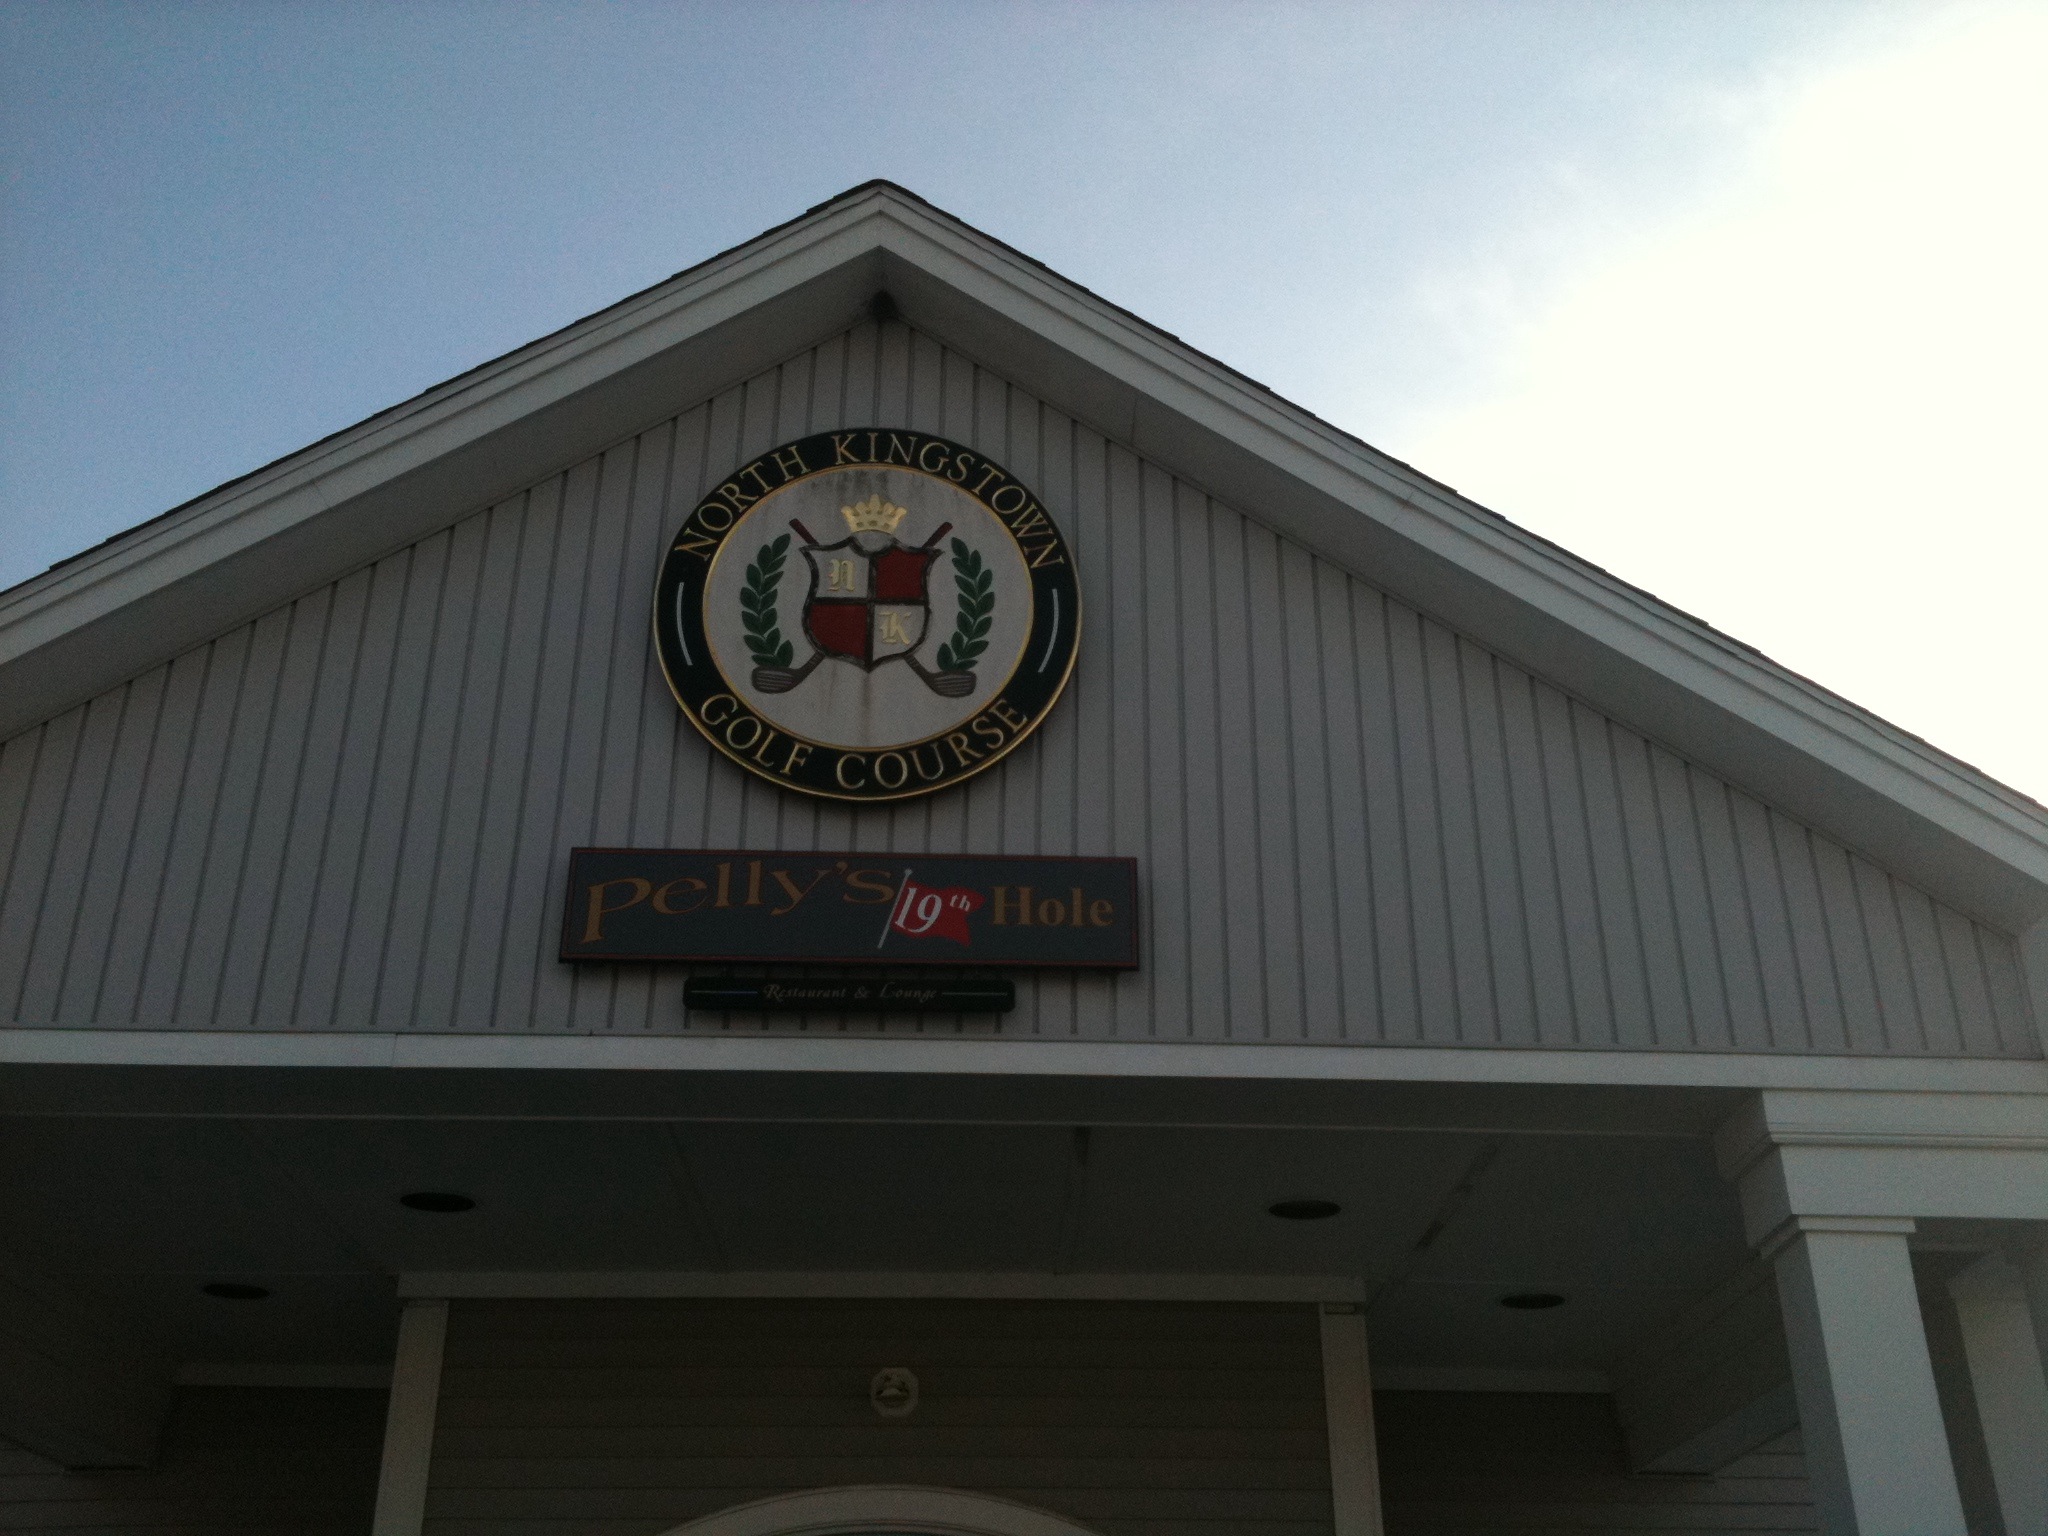 NORTH KINGSTOWN
N
K
GOLF COURSE
Pelly's 19th Hole
Restaurant & Lounge